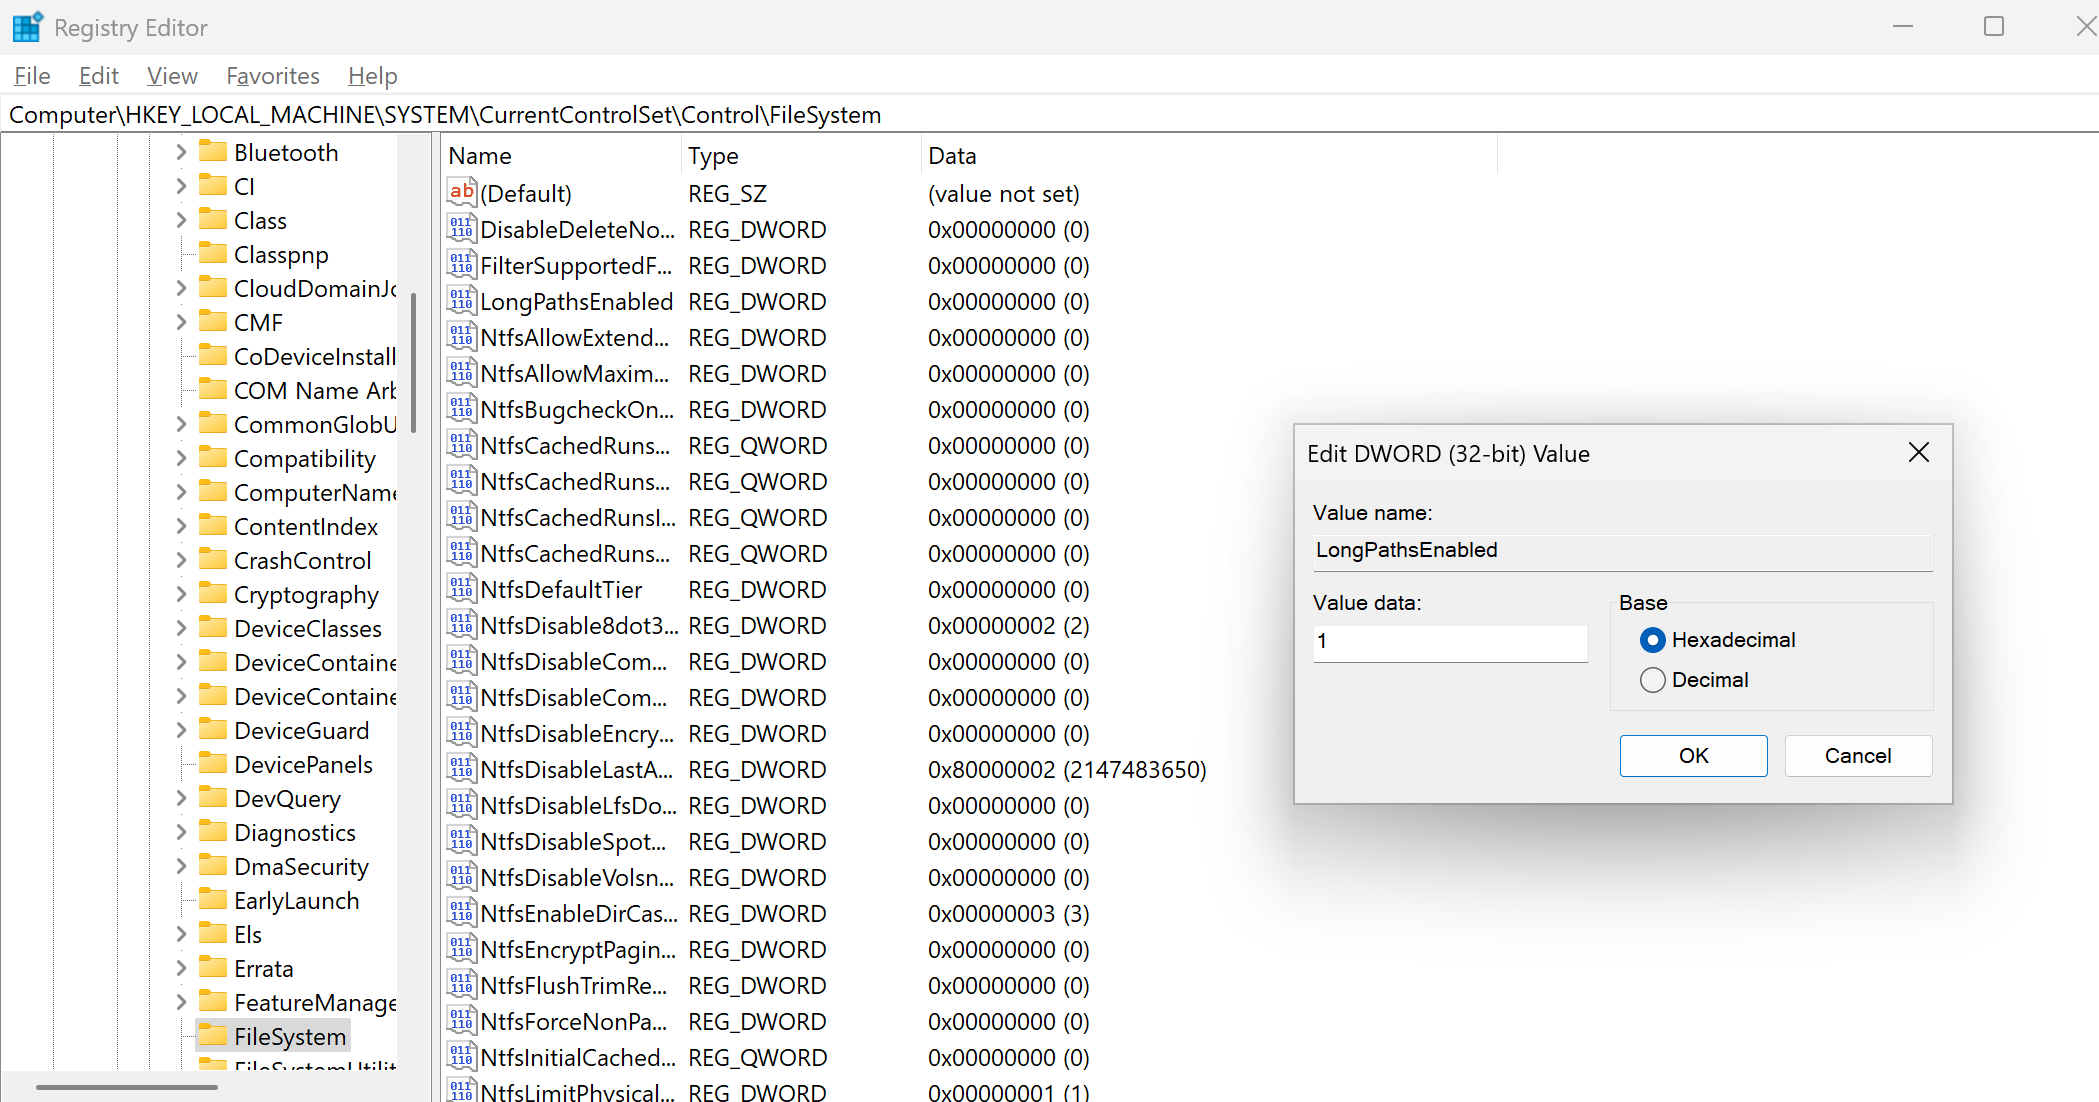 Registry Editor
File Edit View Favorites Help
Computer\HKEY_LOCAL_MACHINE\SYSTEM\CurrentControlSet\Control\FileSystem
Bluetooth
CI
Class
Classpnp
CloudDomainJo
CMF
CoDeviceInstall
COM Name Arb
CommonGlobU
Compatibility
ComputerName
ContentIndex
CrashControl
Cryptography
DeviceClasses
DeviceContaine
DeviceContaine
DeviceGuard
DevicePanels
DevQuery
Diagnostics
DmaSecurity
EarlyLaunch
Els
Errata
FeatureManage
FileSystem
FileSystemUtilit
Name Type Data
(Default) REG_SZ (value not set)
DisableDeleteNo... REG_DWORD 0x00000000 (0)
FilterSupportedF... REG_DWORD 0x00000000 (0)
LongPathsEnabled REG_DWORD 0x00000000 (0)
NtfsAllowExtend... REG_DWORD 0x00000000 (0)
NtfsAllowMaxim... REG_DWORD 0x00000000 (0)
NtfsBugcheckOn... REG_DWORD 0x00000000 (0)
NtfsCachedRuns... REG_QWORD 0x00000000 (0)
NtfsCachedRuns... REG_QWORD 0x00000000 (0)
NtfsCachedRunsI... REG_QWORD 0x00000000 (0)
NtfsCachedRuns... REG_QWORD 0x00000000 (0)
NtfsDefaultTier REG_DWORD 0x00000000 (0)
NtfsDisable8dot3... REG_DWORD 0x00000002 (2)
NtfsDisableCom... REG_DWORD 0x00000000 (0)
NtfsDisableCom... REG_DWORD 0x00000000 (0)
NtfsDisableEncry... REG_DWORD 0x00000000 (0)
NtfsDisableLastA... REG_DWORD 0x80000002 (2147483650)
NtfsDisableLfsDo... REG_DWORD 0x00000000 (0)
NtfsDisableSpot... REG_DWORD 0x00000000 (0)
NtfsDisableVolsn... REG_DWORD 0x00000000 (0)
NtfsEnableDirCas... REG_DWORD 0x00000003 (3)
NtfsEncryptPagin... REG_DWORD 0x00000000 (0)
NtfsFlushTrimRe... REG_DWORD 0x00000000 (0)
NtfsForceNonPa... REG_DWORD 0x00000000 (0)
NtfsInitialCached... REG_QWORD 0x00000000 (0)
NtfsLimitPhysical... REG_DWORD 0x00000001 (1)
Edit DWORD (32-bit) Value
Value name:
LongPathsEnabled
Value data:
1
Base
Hexadecimal
Decimal
OK Cancel